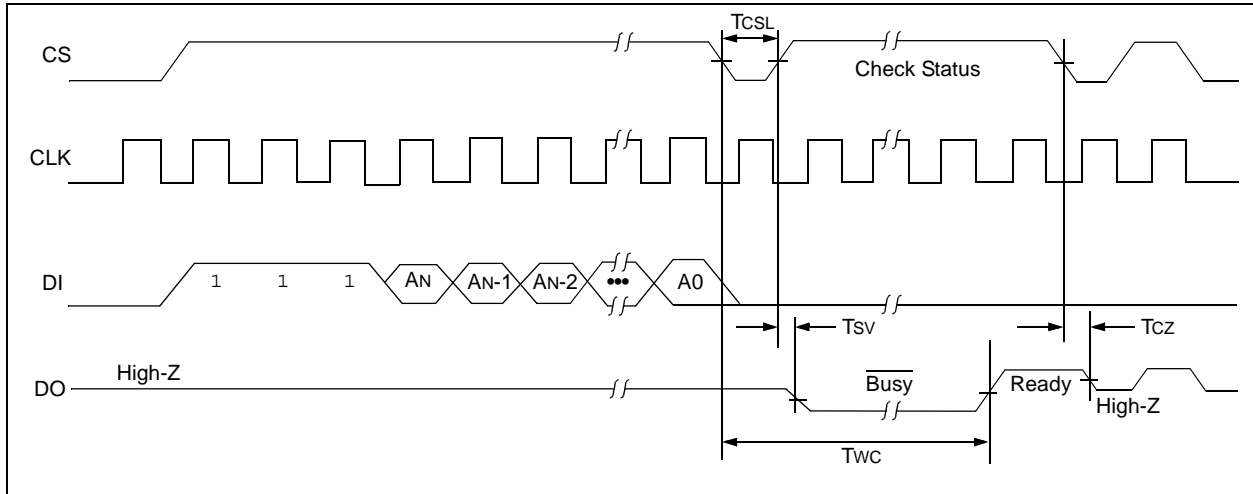 TCSL
CS
Check Status
CLK
DI
1 1 1 AN AN-1 AN-2 ••• A0
TSV
TCZ
High-Z
DO
Busy
Ready
High-Z
TWC